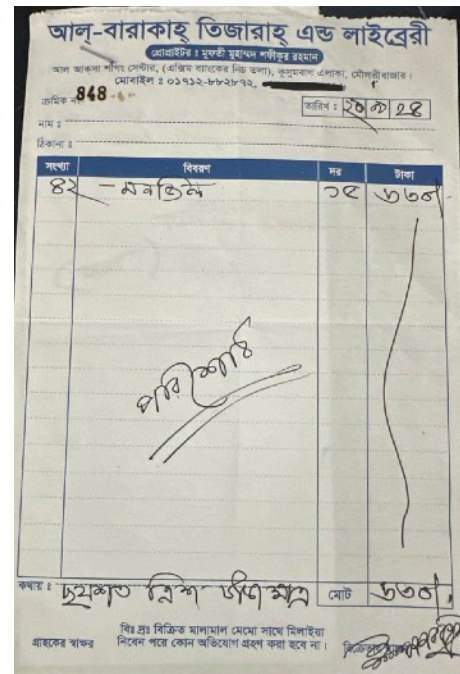 আল-বারাকাহ্ তিজারাহ্ এন্ড লাইব্রেরী
প্রোপ্রাইটর : মুফতী মুহাম্মদ শফীকুর রহমান
আল আকসা শপিং সেন্টার, (এক্সিম ব্যাংকের নিচ তলা), কুসুমবাগ এলাকা, মৌলভীবাজার।
মোবাইল : ০১৭১২-৮৮২৮৭২,
ক্রমিক নং 848
তারিখ : ২০ ২৪
নাম :
ঠিকানা :
সংখ্যা বিবরণ দর টাকা
৪২ - ১৫ ৬৩০/-
পরিশোধ
কথায় : ছয়শত ত্রিশ টাকা মাত্র মোট ৬৩০/-
বিঃ দ্রঃ বিক্রিত মালামাল মেমো সাথে মিলাইয়া
গ্রাহকের স্বাক্ষর নিবেন পরে কোন অভিযোগ গ্রহণ করা হবে না।